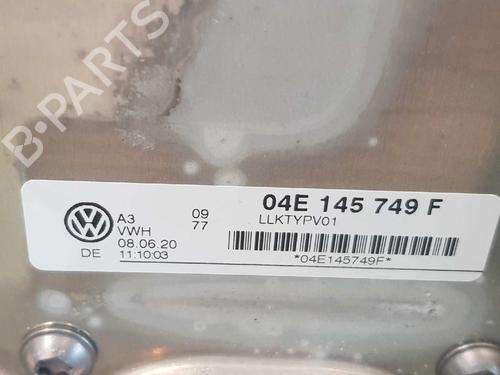 B-PARTS
A3
VWH
08.06.20
11:10:03
DE
09
77
04E 145 749 F
LLKTYPV01
*04E145749F*